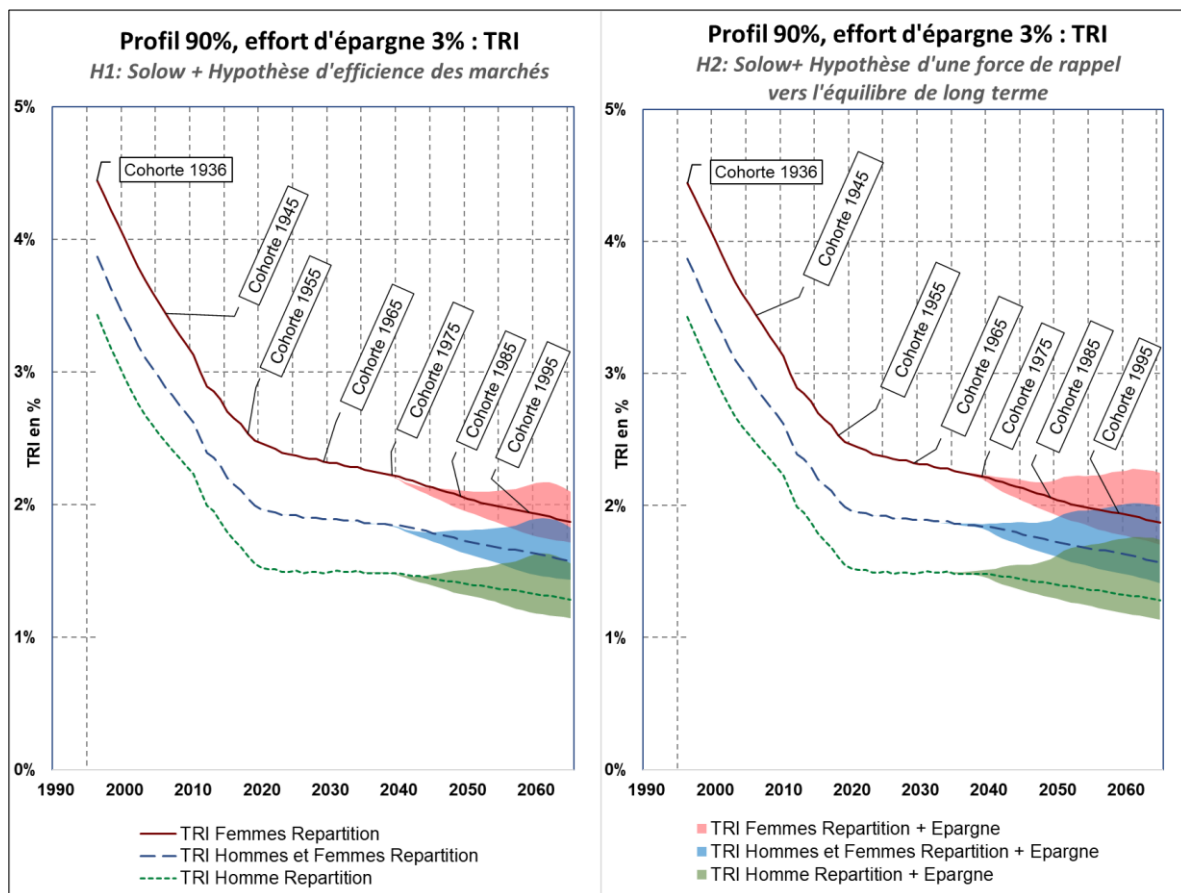 Profil 90%, effort d'épargne 3% : TRI
H1: Solow + Hypothèse d'efficience des marchés
5%
4%
3%
2%
1%
0%
TRI en %
Cohorte 1936
Cohorte 1945
Cohorte 1955
Cohorte 1965
Cohorte 1975
Cohorte 1985
Cohorte 1995
1990 2000 2010 2020 2030 2040 2050 2060
TRI Femmes Repartition
TRI Hommes et Femmes Repartition
TRI Homme Repartition
Profil 90%, effort d'épargne 3% : TRI
H2: Solow+ Hypothèse d'une force de rappel
vers l'équilibre de long terme
5%
4%
3%
2%
1%
0%
TRI en %
Cohorte 1936
Cohorte 1945
Cohorte 1955
Cohorte 1965
Cohorte 1975
Cohorte 1985
Cohorte 1995
1990 2000 2010 2020 2030 2040 2050 2060
TRI Femmes Repartition + Epargne
TRI Hommes et Femmes Repartition + Epargne
TRI Homme Repartition + Epargne